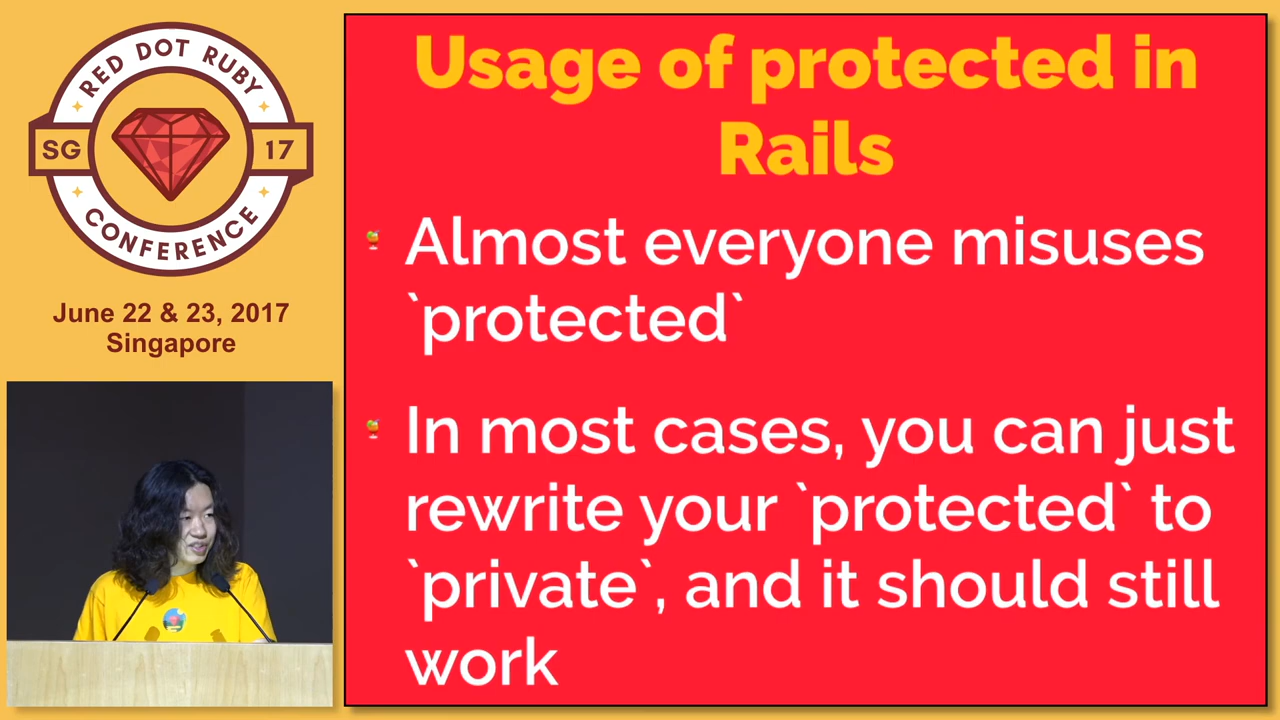 RED DOT RUBY
SG 17
CONFERENCE
June 22 & 23, 2017
Singapore
Usage of protected in
Rails
Almost everyone misuses
`protected`
In most cases, you can just
rewrite your `protected` to
`private`, and it should still
work